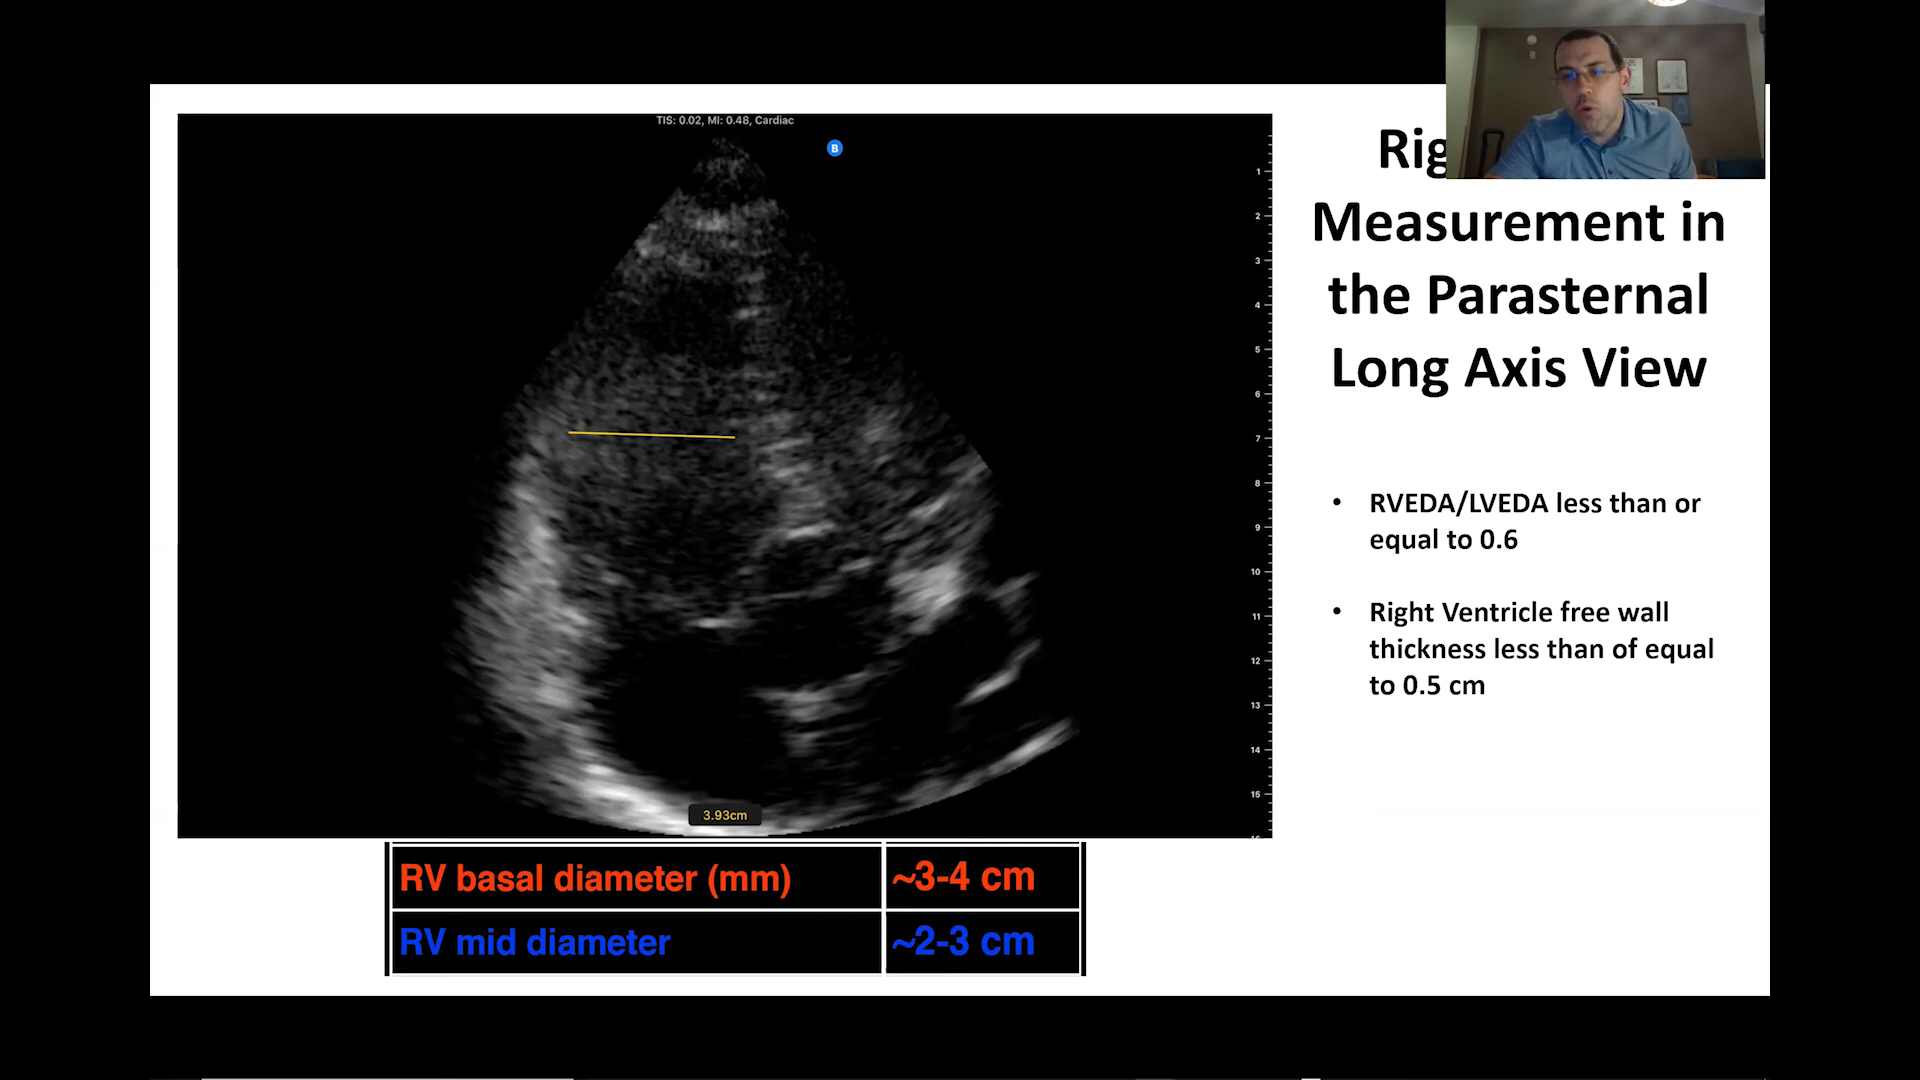 TIS: 0.02, MI: 0.48, Cardiac
B
1
2
3
4
5
6
7
8
9
10
11
12
13
14
15
3.93cm
Measurement in
the Parasternal
Long Axis View
• RVEDA/LVEDA less than or
equal to 0.6
• Right Ventricle free wall
thickness less than of equal
to 0.5 cm
RV basal diameter (mm) ~3-4 cm
RV mid diameter ~2-3 cm